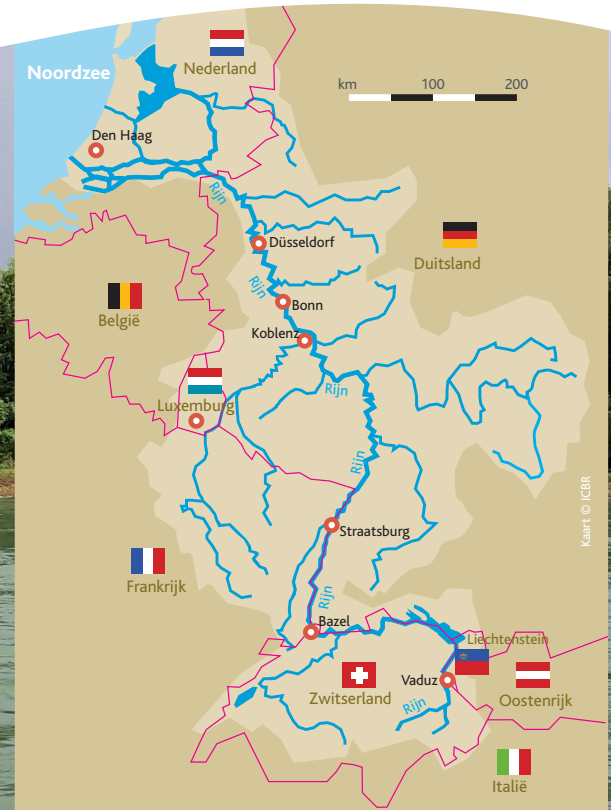 Nederland
Noordzee
km 100 200
Den Haag
Rijn
Düsseldorf
Duitsland
Rijn
Bonn
België
Koblenz
Rijn
Luxemburg
Rijn
Kaart © ICBR
Straatsburg
Frankrijk
Rijn
Bazel
Liechtenstein
Vaduz
Zwitserland
Rijn
Oostenrijk
Italië